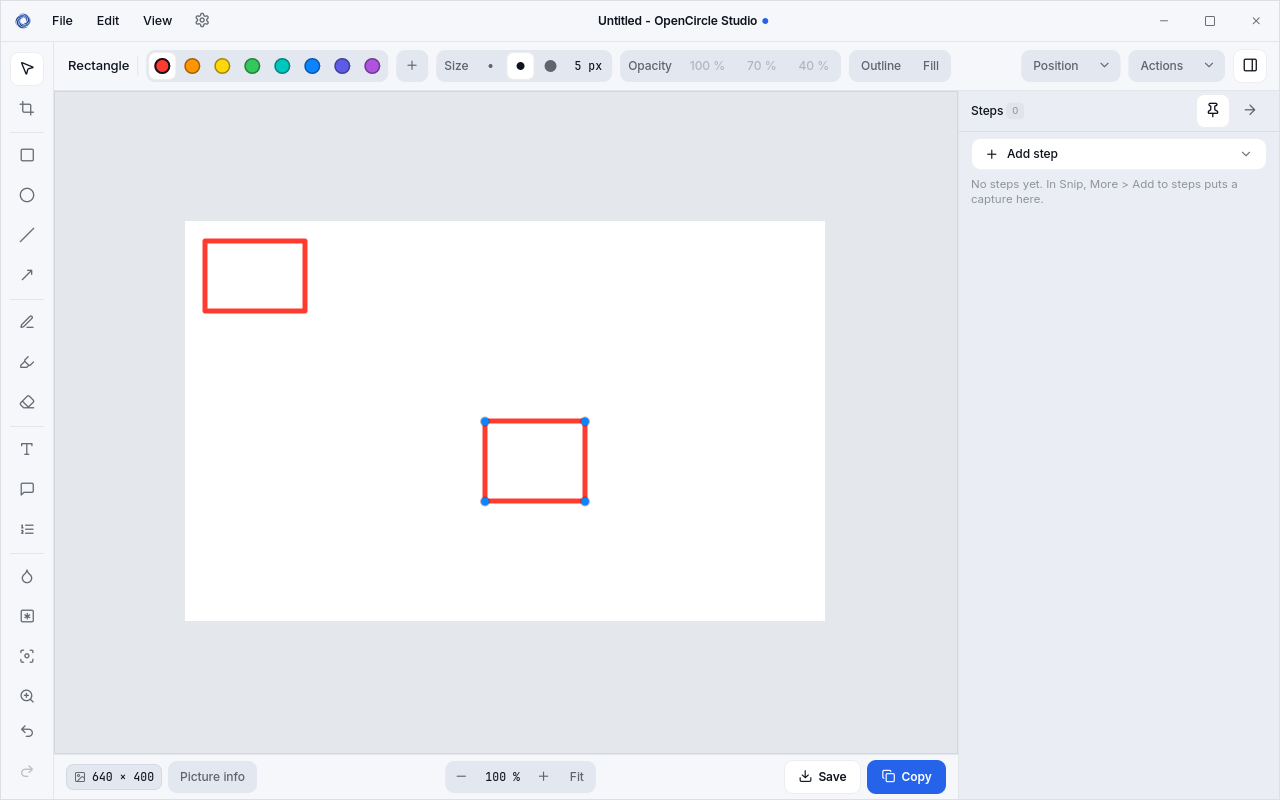 File Edit View Untitled - OpenCircle Studio
Rectangle Size 5 px Opacity 100 % 70 % 40 % Outline Fill Position Actions
Steps 0
Add step
No steps yet. In Snip, More > Add to steps puts a
capture here.
640 × 400 Picture info 100 % Fit Save Copy